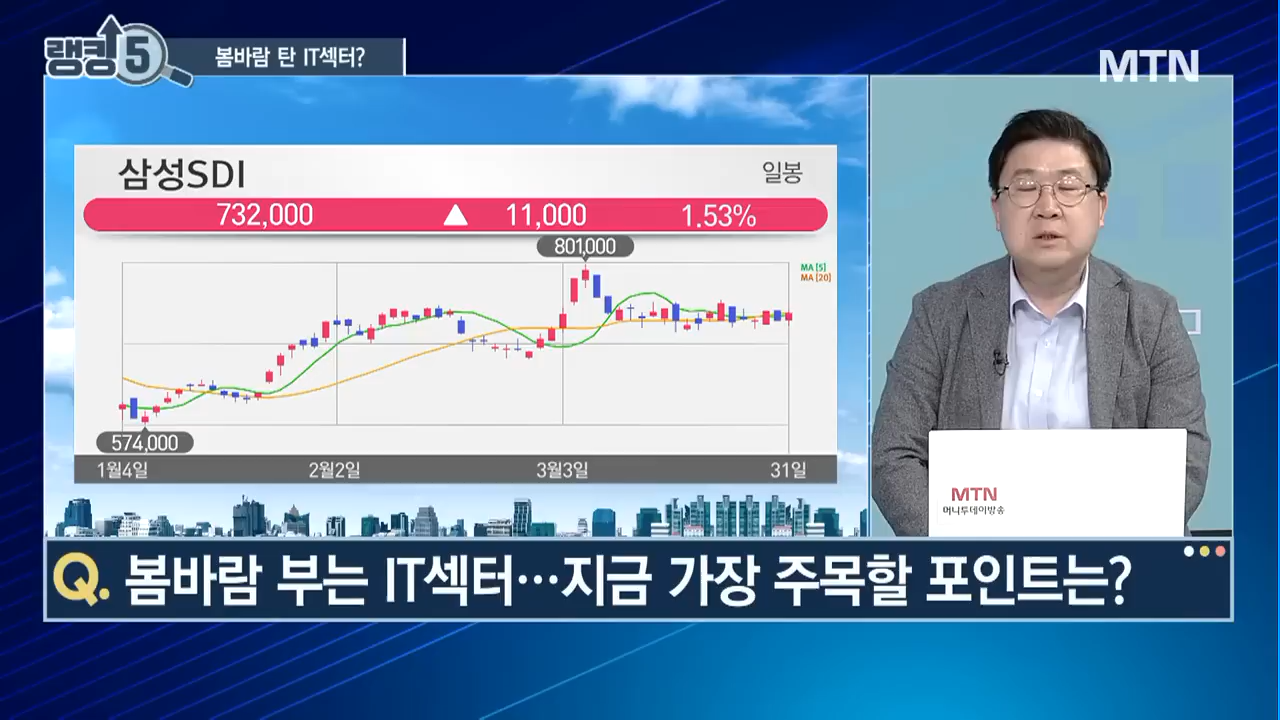 랭킹5
봄바람 탄 IT섹터?
MTN
삼성SDI
일봉
732,000 ▲ 11,000 1.53%
801,000
MA [5]
MA [20]
574,000
1월4일 2월2일 3월3일 31일
MTN
머니투데이방송
Q. 봄바람 부는 IT섹터…지금 가장 주목할 포인트는?